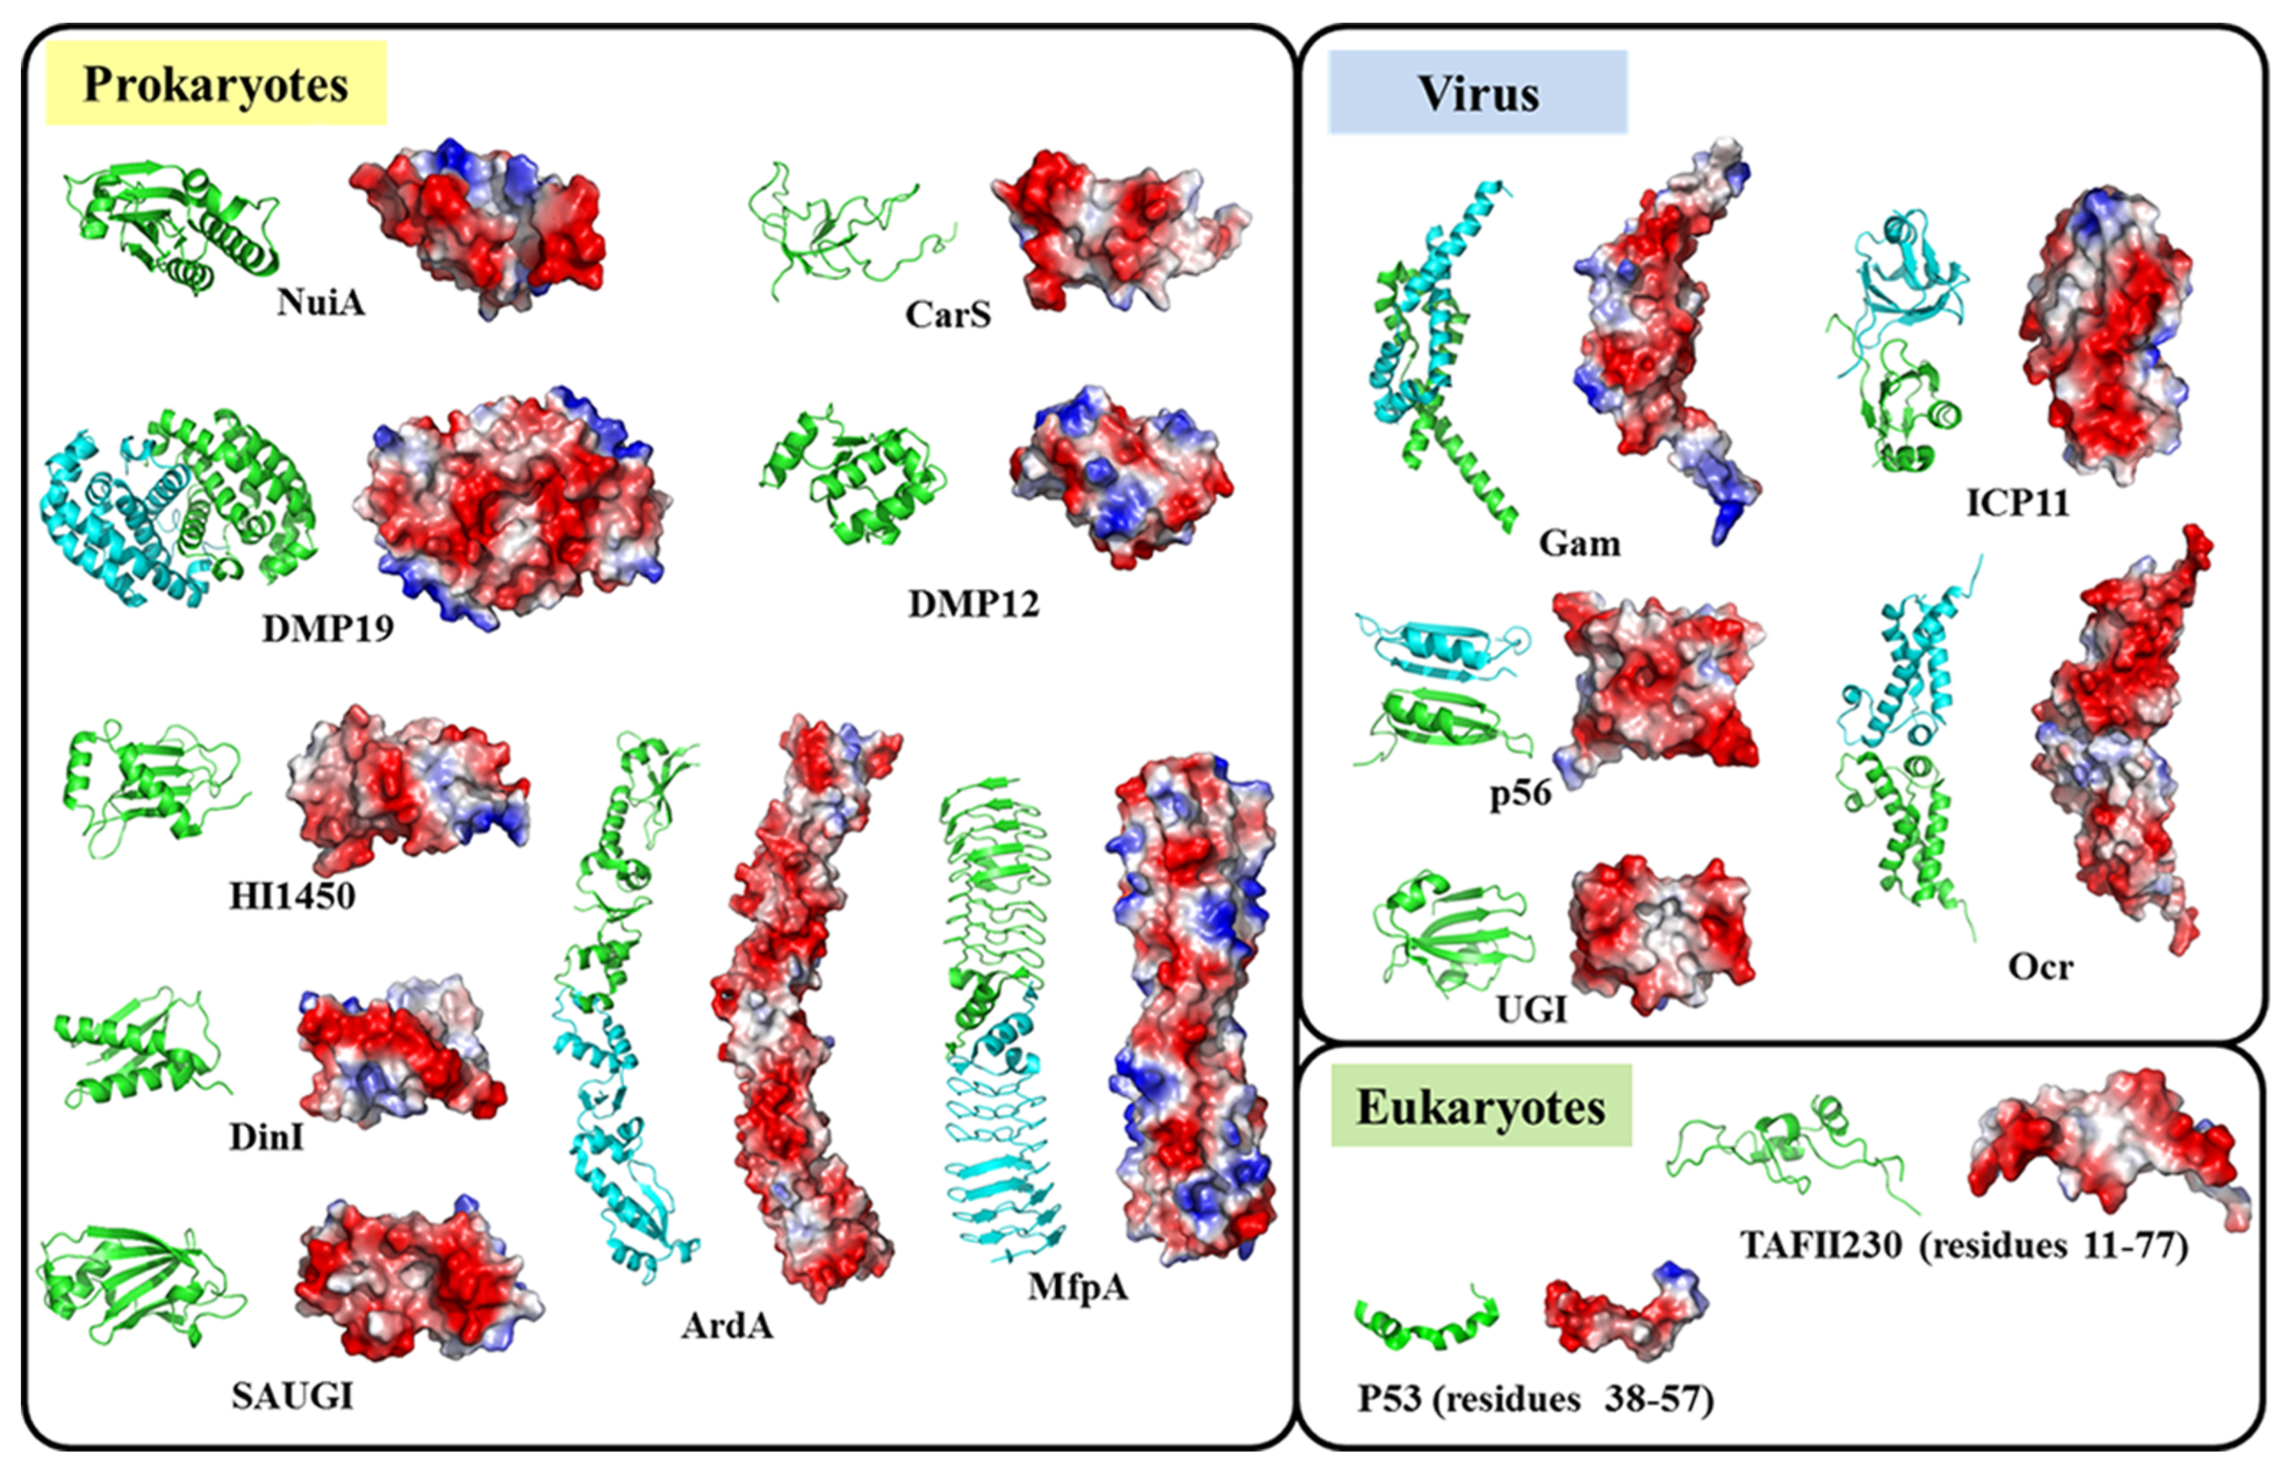 Prokaryotes
NuiA
CarS
DMP19
DMP12
HI1450
DinI
SAUGI
ArdA
MfpA
Virus
Gam
ICP11
p56
UGI
Ocr
Eukaryotes
TAFII230 (residues 11-77)
P53 (residues 38-57)